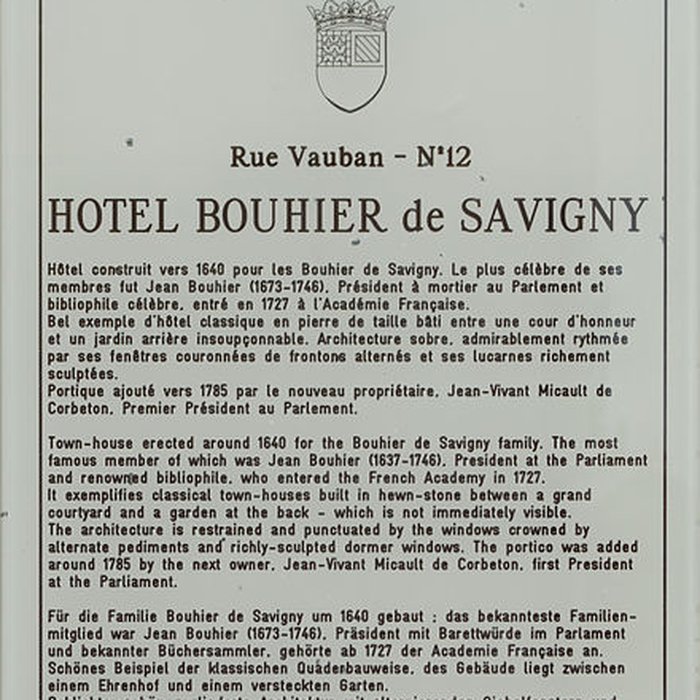 Rue Vauban - N°12
HOTEL BOUHIER de SAVIGNY
Hôtel construit vers 1640 pour les Bouhier de Savigny. Le plus célèbre de ses
membres fut Jean Bouhier (1673-1746), Président à mortier au Parlement et
bibliophile célèbre, entré en 1727 à l'Académie Française.
Bel exemple d'hôtel classique en pierre de taille bâti entre une cour d'honneur
et un jardin arrière insoupçonnable. Architecture sobre, admirablement rythmée
par ses fenêtres couronnées de frontons alternés et ses lucarnes richement
sculptées.
Portique ajouté vers 1785 par le nouveau propriétaire, Jean-Vivant Micault de
Corbeton, Premier Président au Parlement.
Town-house erected around 1640 for the Bouhier de Savigny family. The most
famous member of which was Jean Bouhier (1637-1746), President at the Parliament
and renowned bibliophile, who entered the French Academy in 1727.
It exemplifies classical town-houses built in hewn-stone between a grand
courtyard and a garden at the back - which is not immediately visible.
The architecture is restrained and punctuated by the windows crowned by
alternate pediments and richly-sculpted dormer windows. The portico was added
around 1785 by the next owner, Jean-Vivant Micault de Corbeton, first President
at the Parliament.
Für die Familie Bouhier de Savigny um 1640 gebaut ; das bekannteste Familien-
mitglied war Jean Bouhier (1673-1746), Präsident mit Barettwürde im Parlament
und bekannter Büchersammler, gehörte ab 1727 der Academie Française an.
Schönes Beispiel der klassischen Quaderbauweise, des Gebäude liegt zwischen
einem Ehrenhof und einem versteckten Garten.